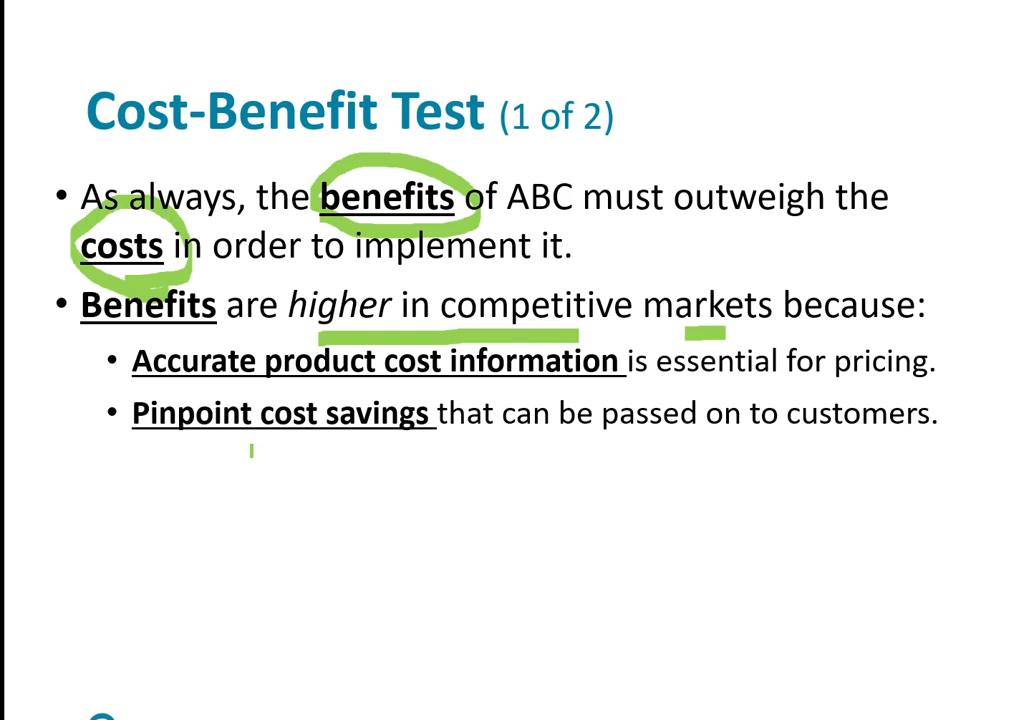 Cost-Benefit Test (1 of 2)
• As always, the benefits of ABC must outweigh the
costs in order to implement it.
• Benefits are higher in competitive markets because:
• Accurate product cost information is essential for pricing.
• Pinpoint cost savings that can be passed on to customers.